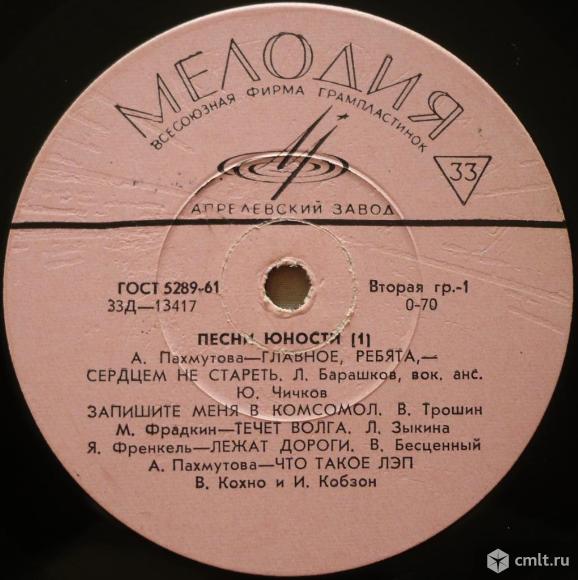 МЕЛОДИЯ
ВСЕСОЮЗНАЯ ФИРМА ГРАМПЛАСТИНОК
33
АПРЕЛЕВСКИЙ ЗАВОД
ГОСТ 5289-61
Вторая гр.-1
33Д—13417
0-70
ПЕСНИ ЮНОСТИ (1)
А. Пахмутова—ГЛАВНОЕ, РЕБЯТА,—
СЕРДЦЕМ НЕ СТАРЕТЬ. Л. Барашков, вок. анс.
Ю. Чичков
ЗАПИШИТЕ МЕНЯ В КОМСОМОЛ. В. Трошин
М. Фрадкин—ТЕЧЕТ ВОЛГА. Л. Зыкина
Я. Френкель—ЛЕЖАТ ДОРОГИ. В. Бесценный
А. Пахмутова—ЧТО ТАКОЕ ЛЭП
В. Кохно и И. Кобзон
cmlt.ru